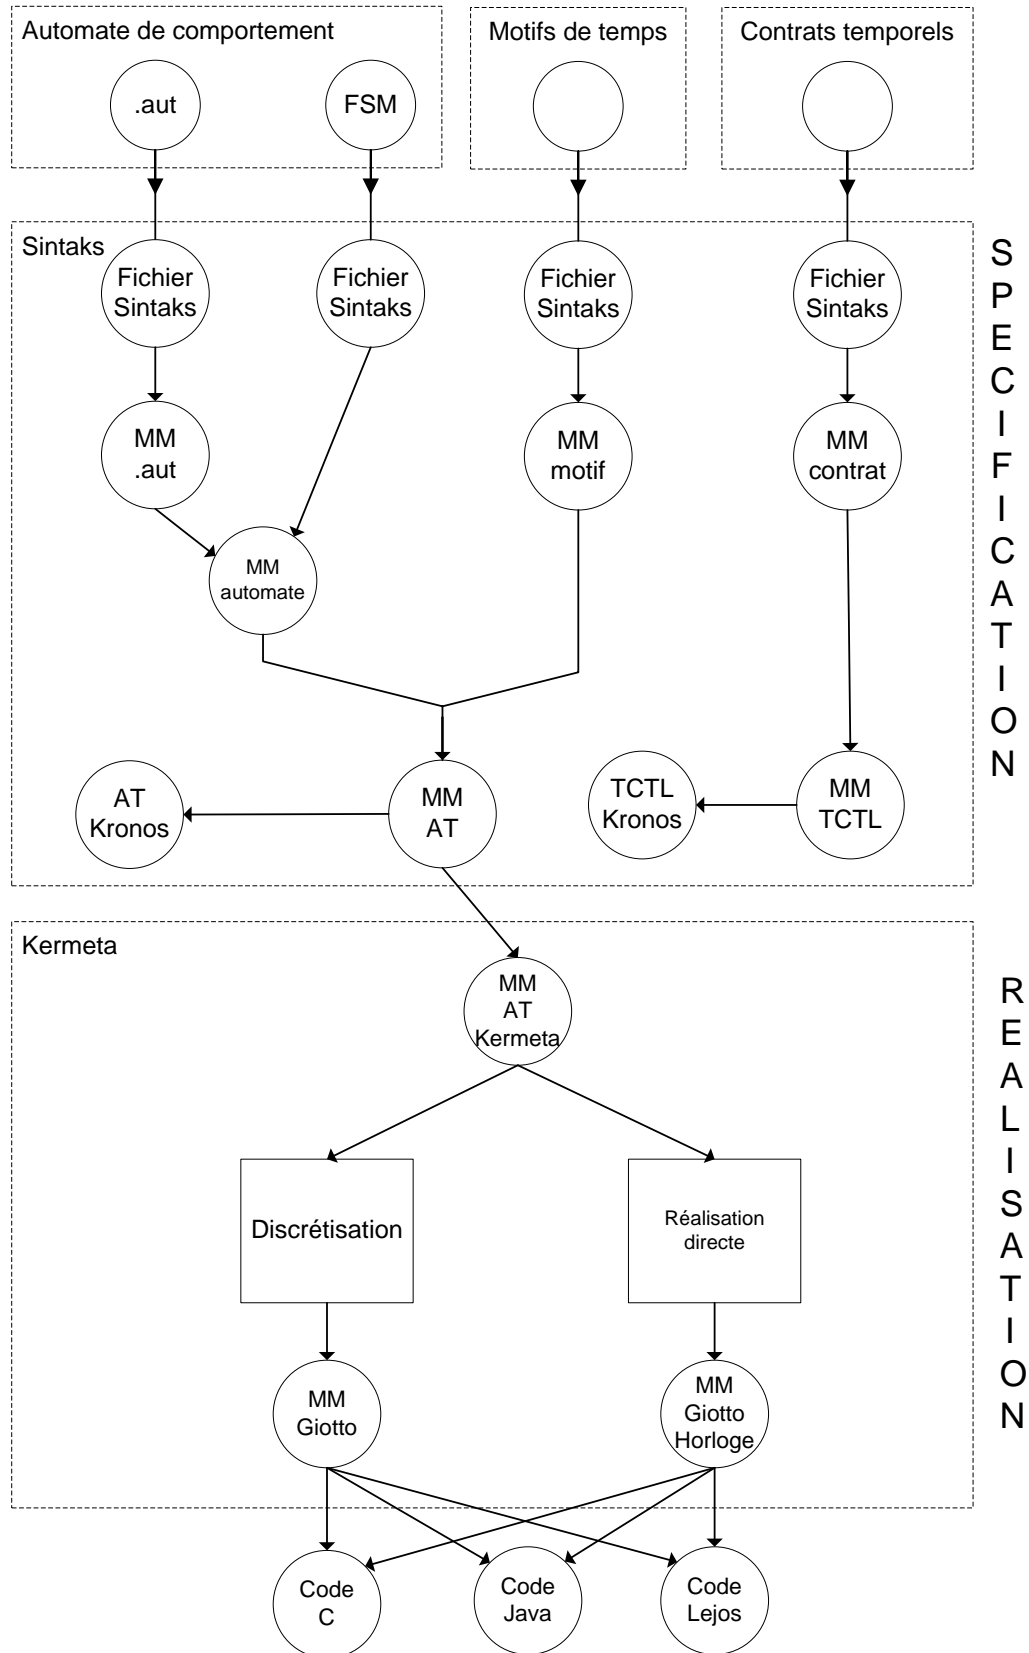 Automate de comportement
Motifs de temps
Contrats temporels
.aut
FSM
Sintaks
Fichier
Sintaks
Fichier
Sintaks
Fichier
Sintaks
Fichier
Sintaks
MM
.aut
MM
motif
MM
contrat
MM
automate
AT
Kronos
MM
AT
TCTL
Kronos
MM
TCTL
SPECIFICATION
Kermeta
MM
AT
Kermeta
Discrétisation
Réalisation
directe
MM
Giotto
MM
Giotto
Horloge
REALISATION
Code
C
Code
Java
Code
Lejos